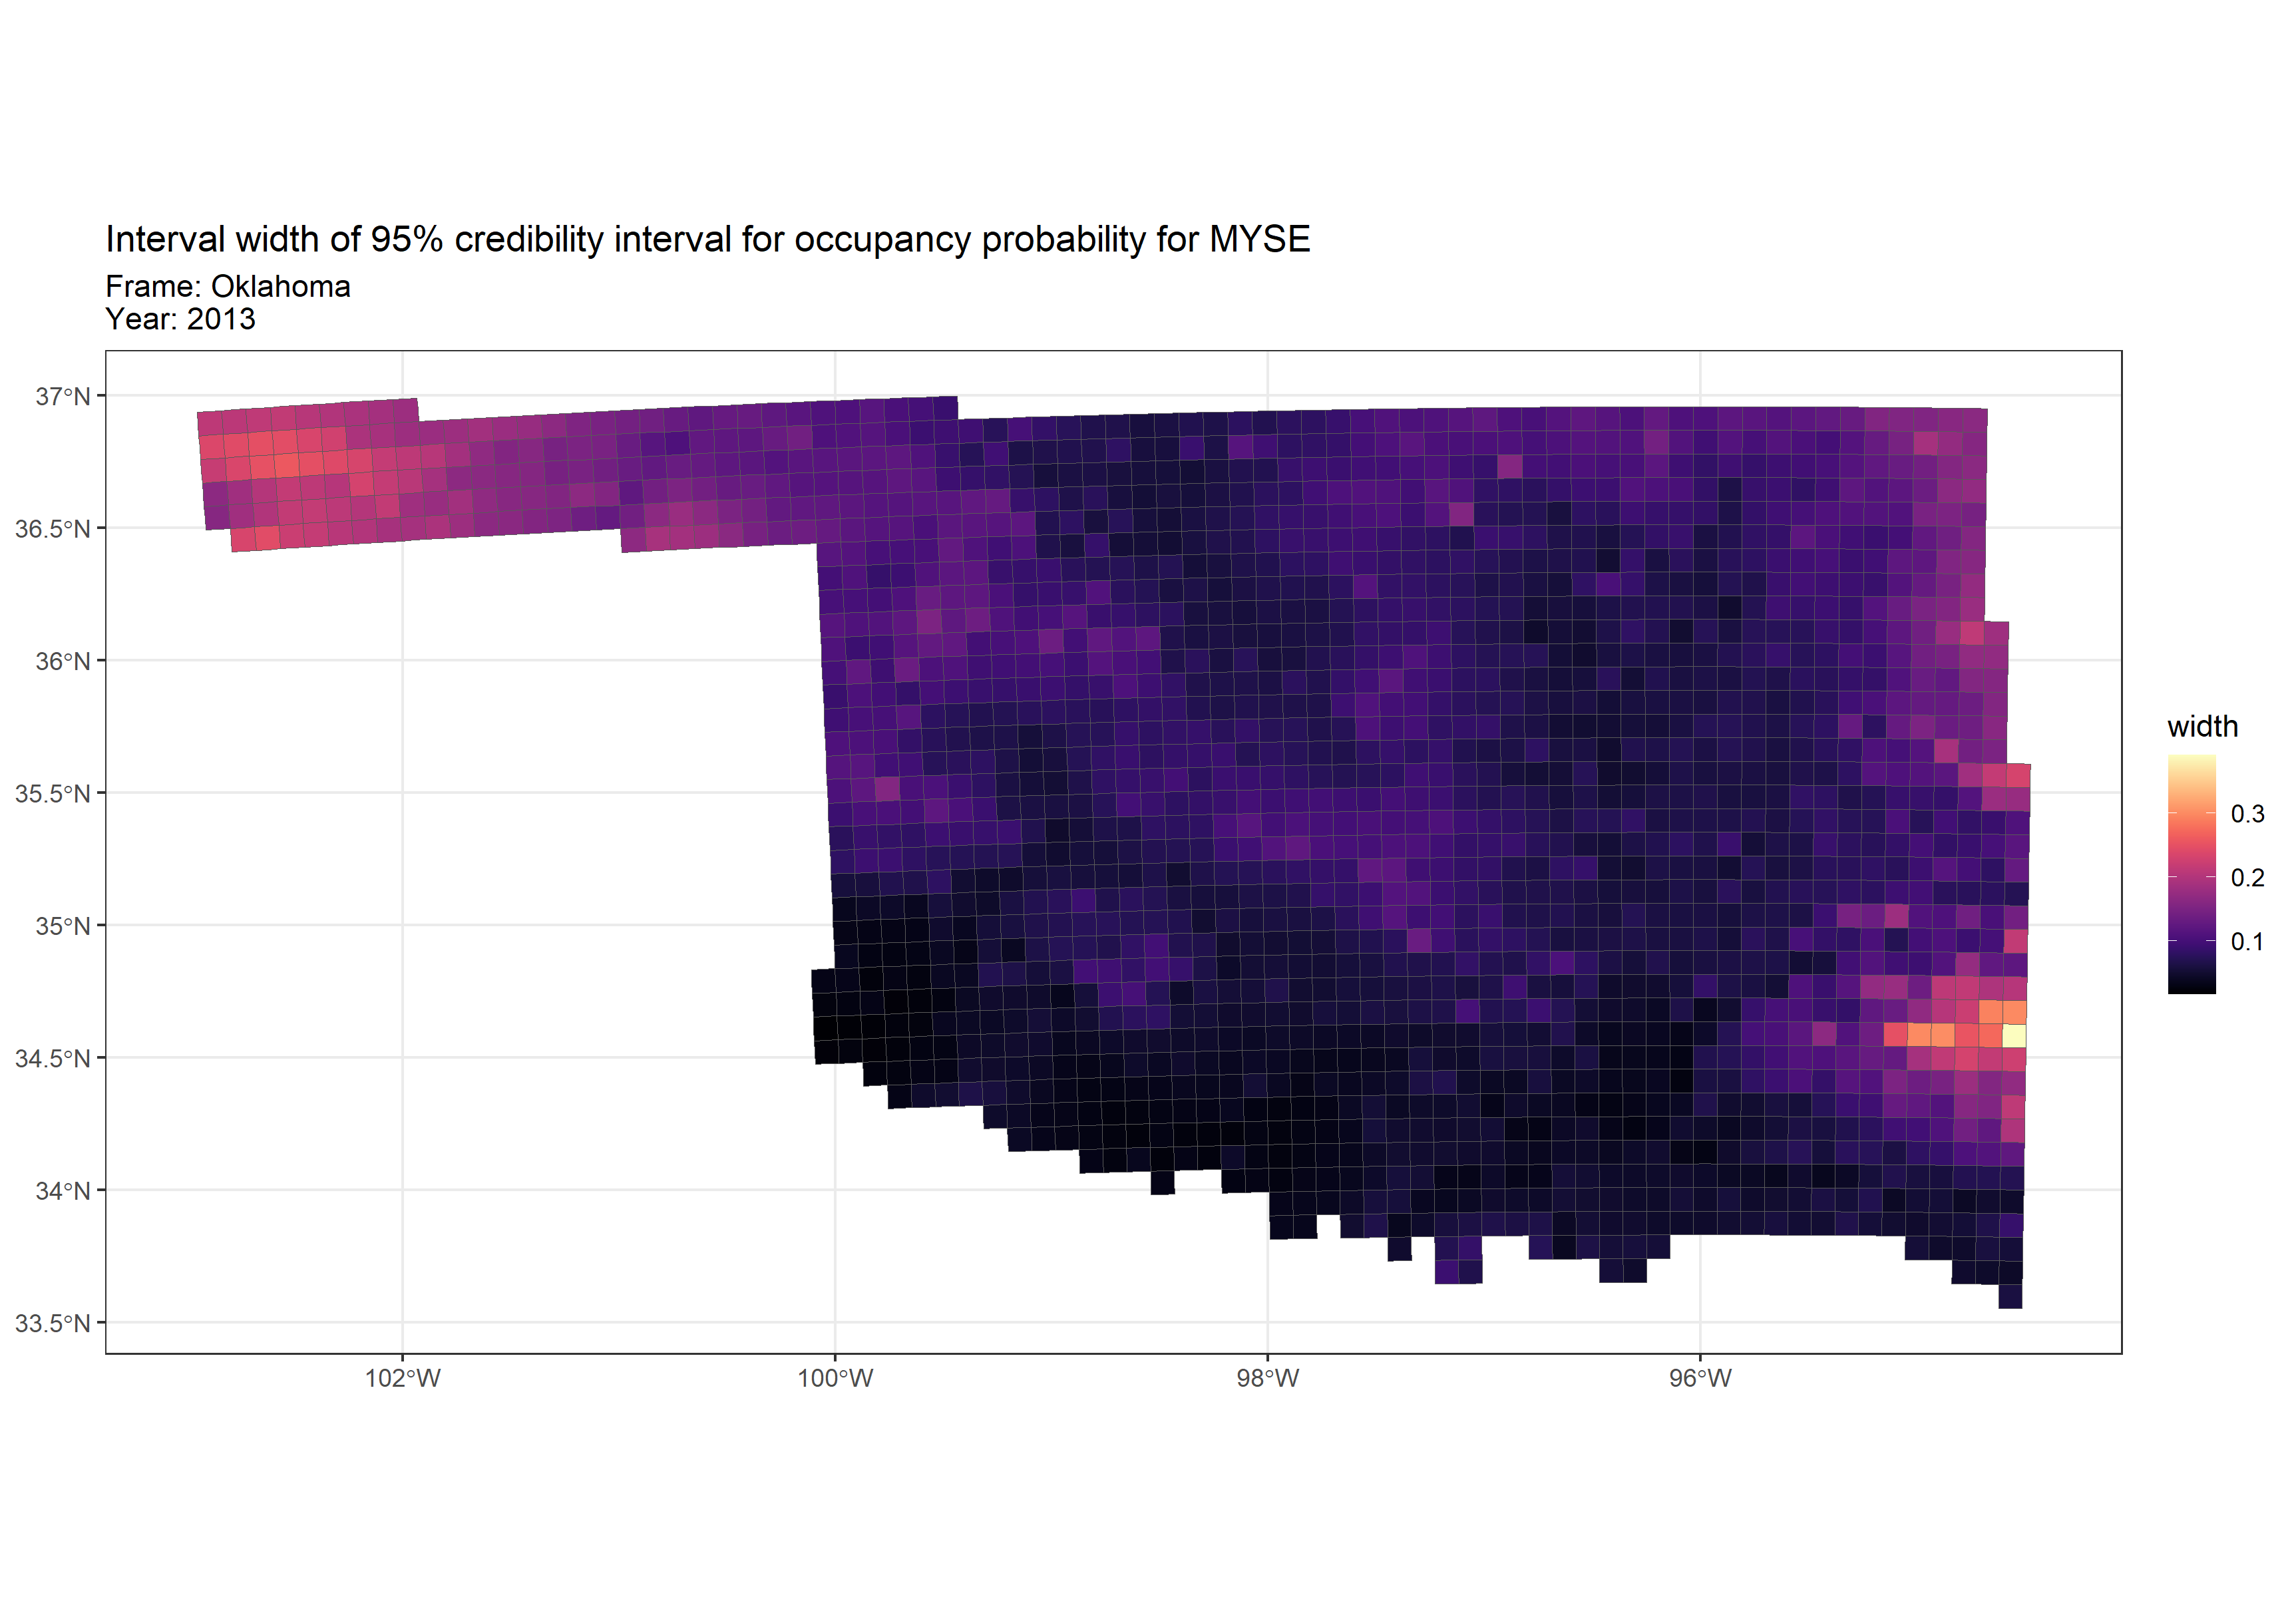 Interval width of 95% credibility interval for occupancy probability for MYSE
Frame: Oklahoma
Year: 2013
37°N
36.5°N
36°N
35.5°N
35°N
34.5°N
34°N
33.5°N
102°W
100°W
98°W
96°W
width
0.3
0.2
0.1